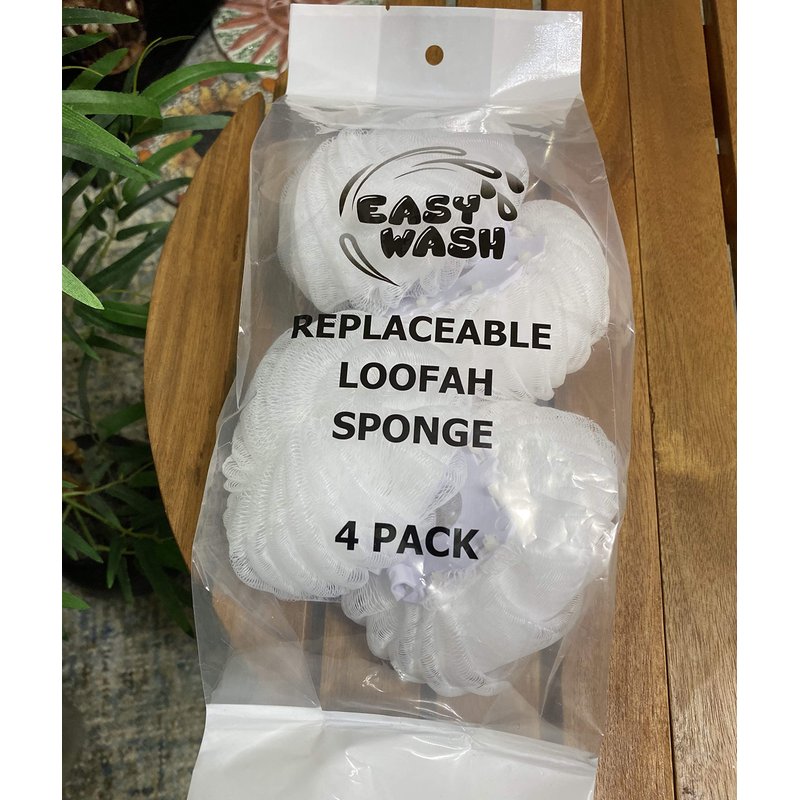 EASY
WASH
REPLACEABLE
LOOFAH
SPONGE
4 PACK